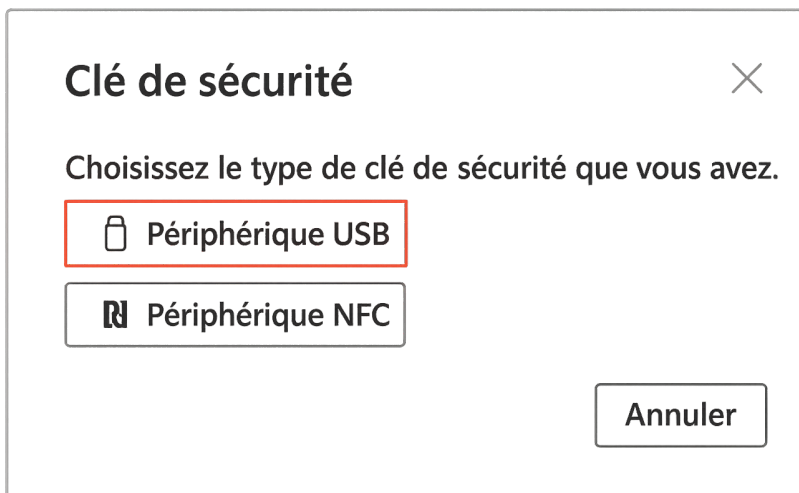 Clé de sécurité
Choisissez le type de clé de sécurité que vous avez.
Périphérique USB
Périphérique NFC
Annuler